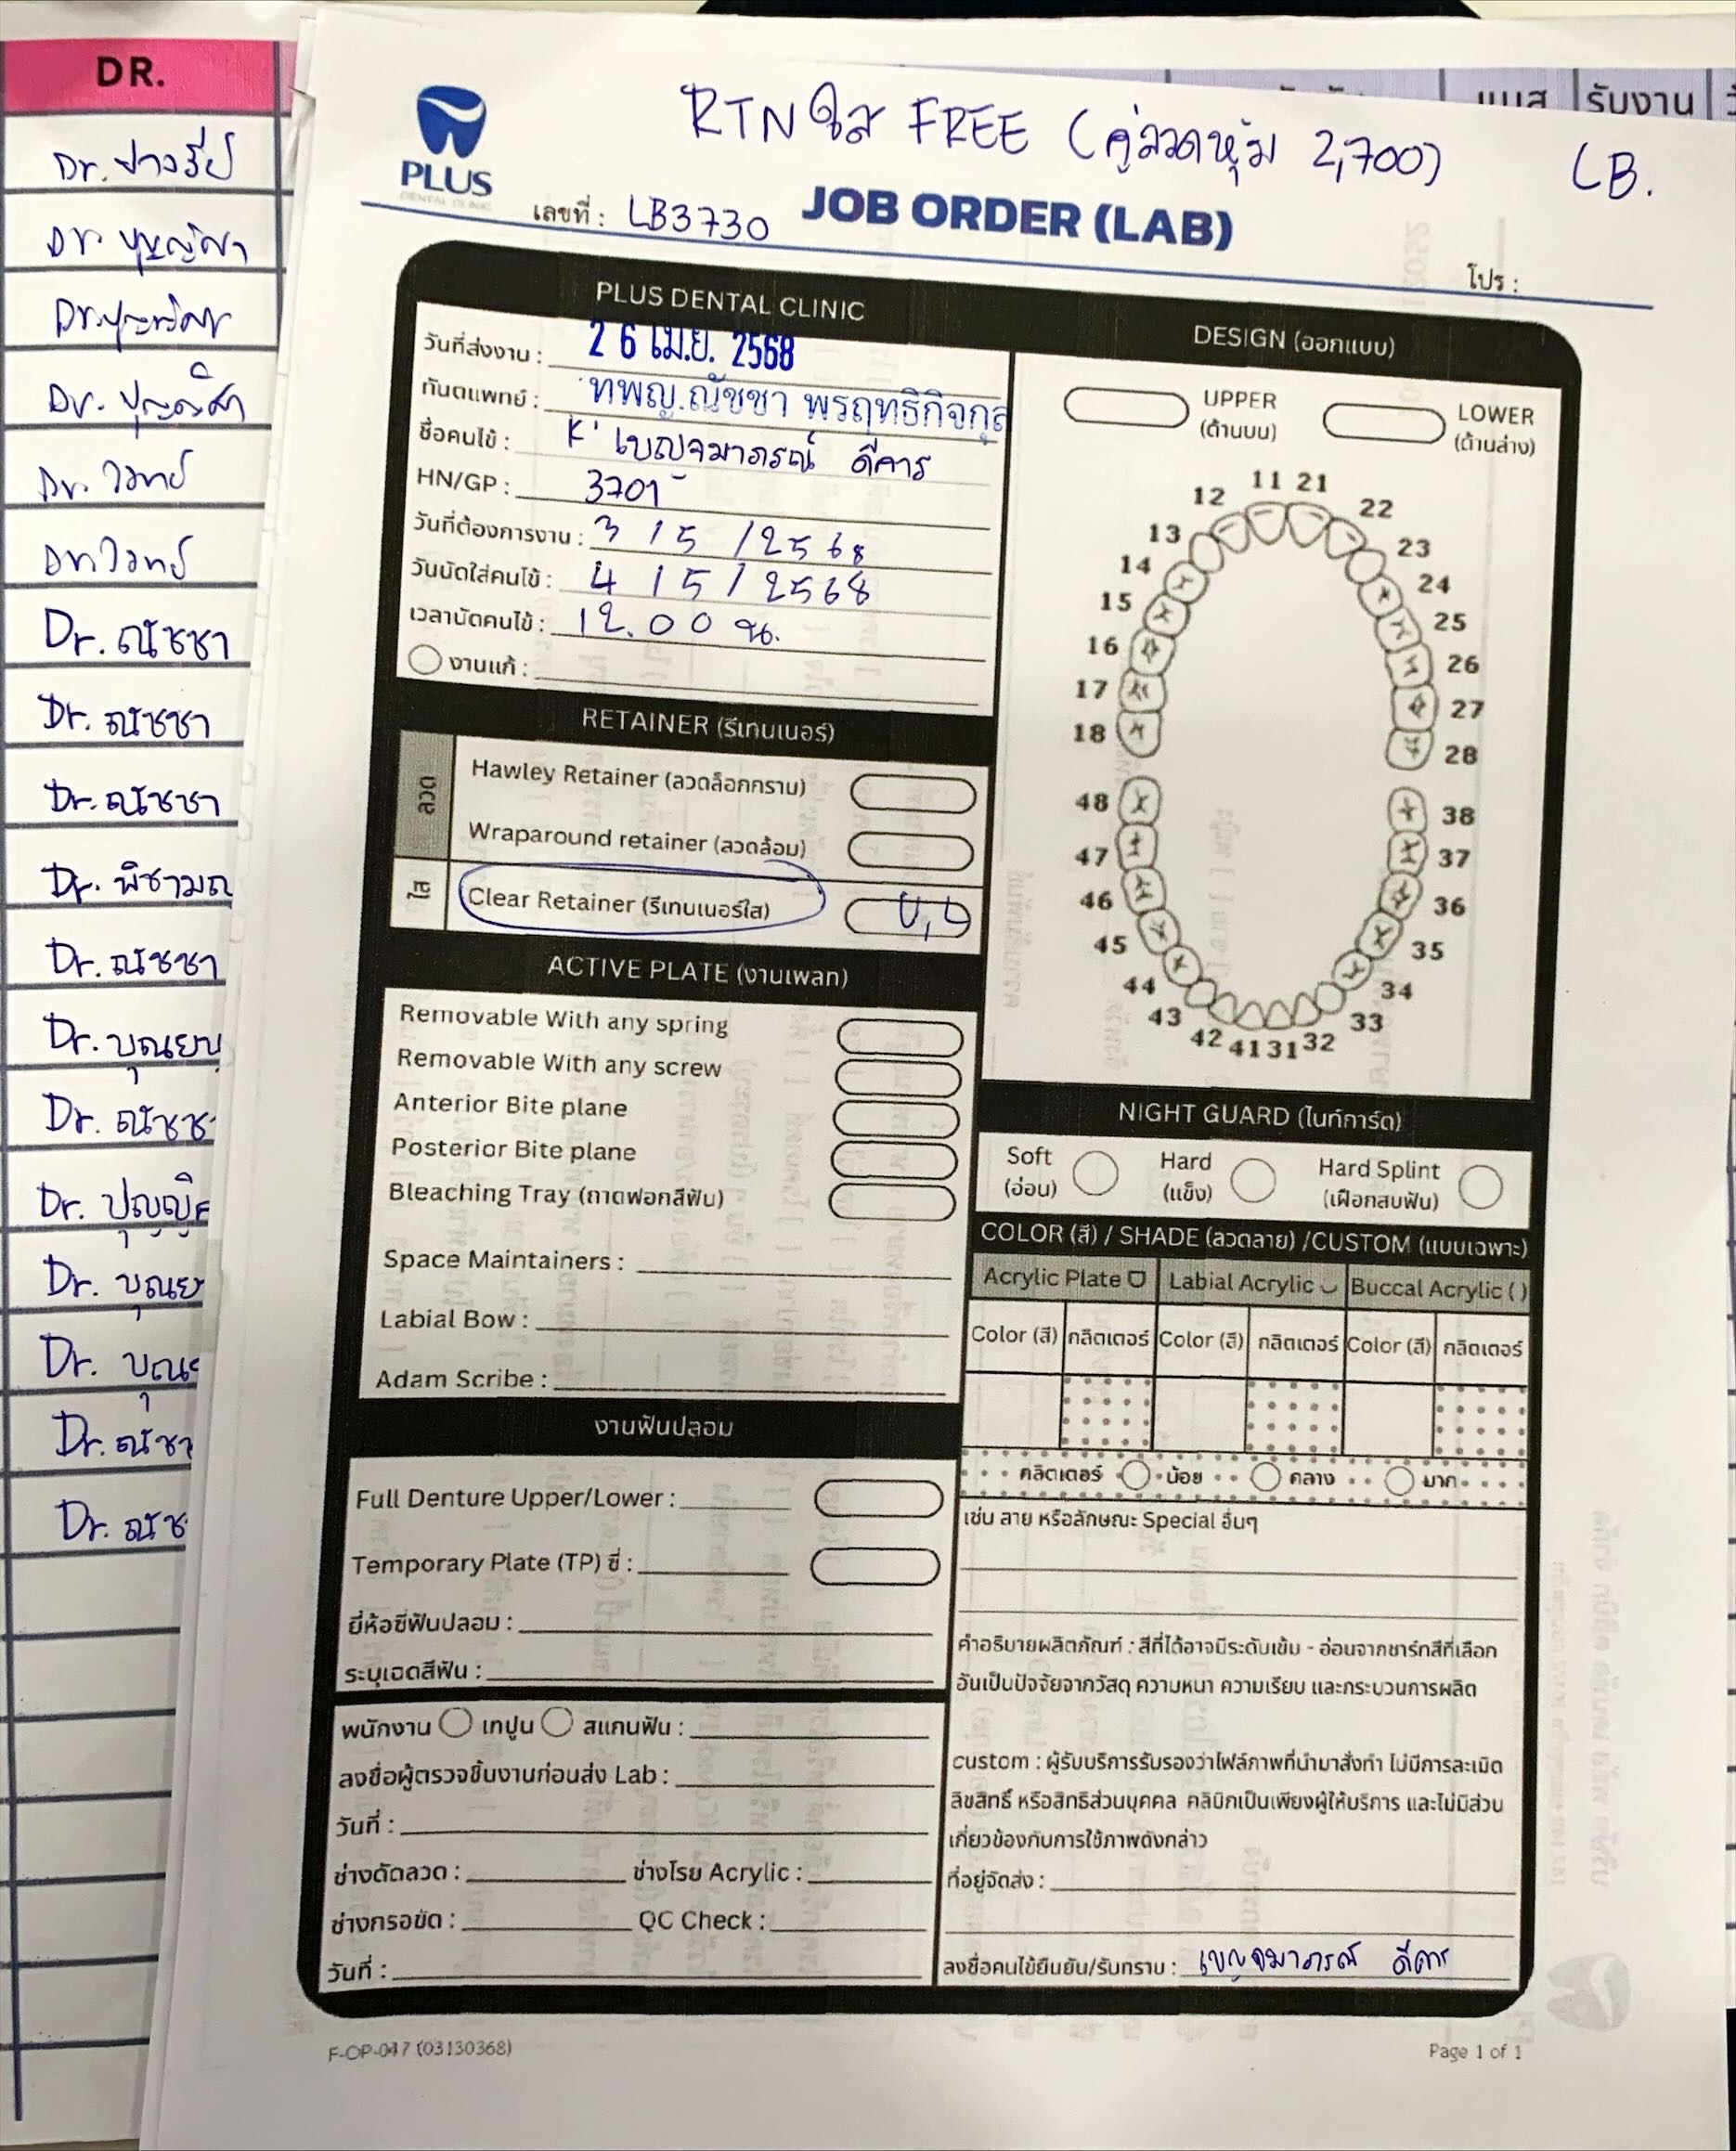 DR.
Dr. ณัชชา
Dr. ณัชชา
Dr. ณัชชา
Dr. พิชามณ
Dr. ณัชชา
Dr. บุณย
Dr. ณัชช
Dr. ปุญญิ
Dr. บุณย
Dr. บุณ
Dr. ณัชา
Dr. ณัช
แมส รับงาน
RTN ใส FREE (คู่ลวดหุ้ม 2,700)
LB.
PLUS
DENTAL CLINIC
เลขที่ : LB3730
JOB ORDER (LAB)
โปร :
PLUS DENTAL CLINIC
วันที่ส่งงาน : 26 เม.ย. 2568
ทันตแพทย์ : ทพญ.ณัชชา พรฤทธิกิจกุล
ชื่อคนไข้ : K' เบญจมาภรณ์ ดีคาร
HN/GP : 3701
วันที่ต้องการงาน : 3 / 5 / 2568
วันนัดใส่คนไข้ : 4 / 5 / 2568
เวลานัดคนไข้ : 12.00 น.
งานแก้ :
RETAINER (รีเทนเนอร์)
ลวด
Hawley Retainer (ลวดล็อกกราม)
Wraparound retainer (ลวดล้อม)
ใส
Clear Retainer (รีเทนเนอร์ใส) U,L
ACTIVE PLATE (งานเพลท)
Removable With any spring
Removable With any screw
Anterior Bite plane
Posterior Bite plane
Bleaching Tray (ถาดฟอกสีฟัน)
Space Maintainers :
Labial Bow :
Adam Scribe :
งานฟันปลอม
Full Denture Upper/Lower :
Temporary Plate (TP) ซี่ :
ยี่ห้อซี่ฟันปลอม :
ระบุเฉดสีฟัน :
พนักงาน เทปูน สแกนฟัน :
ลงชื่อผู้ตรวจชิ้นงานก่อนส่ง Lab :
วันที่ :
ช่างดัดลวด : ช่างโรย Acrylic :
ช่างกรอขัด : QC Check :
วันที่ :
DESIGN (ออกแบบ)
UPPER
(ด้านบน)
LOWER
(ด้านล่าง)
11 21
12 22
13 23
14 24
15 25
16 26
17 27
18 28
48 38
47 37
46 36
45 35
44 34
43 33
42 41 31 32
NIGHT GUARD (ไนท์การ์ด)
Soft
(อ่อน)
Hard
(แข็ง)
Hard Splint
(เฝือกสบฟัน)
COLOR (สี) / SHADE (ลวดลาย) /CUSTOM (แบบเฉพาะ)
Acrylic Plate Labial Acrylic Buccal Acrylic ( )
Color (สี) กลิตเตอร์ Color (สี) กลิตเตอร์ Color (สี) กลิตเตอร์
กลิตเตอร์ น้อย กลาง มาก
เช่น ลาย หรือลักษณะ Special อื่นๆ
คำอธิบายผลิตภัณฑ์ : สีที่ได้อาจมีระดับเข้ม - อ่อนจากชาร์ทสีที่เลือก
อันเป็นปัจจัยจากวัสดุ ความหนา ความเรียบ และกระบวนการผลิต
custom : ผู้รับบริการรับรองว่าไฟล์ภาพที่นำมาสั่งทำ ไม่มีการละเมิด
ลิขสิทธิ์ หรือสิทธิส่วนบุคคล คลินิกเป็นเพียงผู้ให้บริการ และไม่มีส่วน
เกี่ยวข้องกับการใช้ภาพดังกล่าว
ที่อยู่จัดส่ง :
ลงชื่อคนไข้ยืนยัน/รับทราบ : เบญจมาภรณ์ ดีคาร
F-OP-047 (03130368)
Page 1 of 1